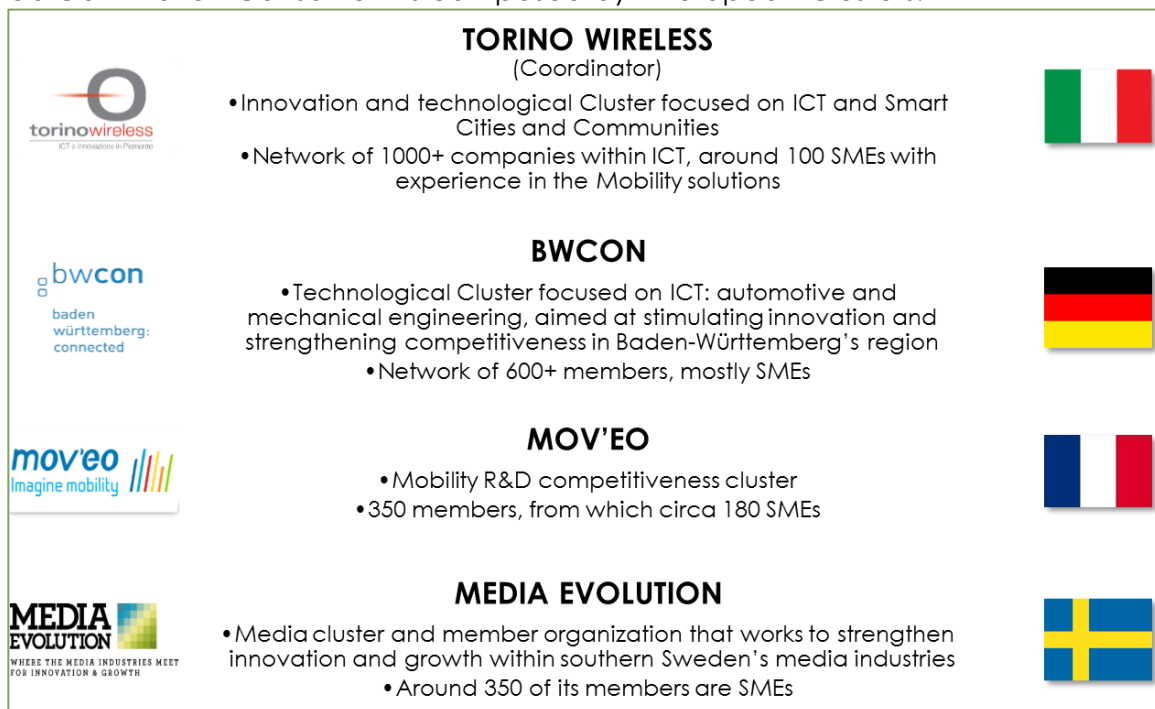 TORINO WIRELESS
(Coordinator)
torinowireless
ICT e Innovazione in Piemonte
•Innovation and technological Cluster focused on ICT and Smart
Cities and Communities
•Network of 1000+ companies within ICT, around 100 SMEs with
experience in the Mobility solutions
BWCON
bwcon
baden
württemberg:
connected
•Technological Cluster focused on ICT: automotive and
mechanical engineering, aimed at stimulating innovation and
strengthening competitiveness in Baden-Württemberg’s region
•Network of 600+ members, mostly SMEs
MOV’EO
mov'eo
Imagine mobility
•Mobility R&D competitiveness cluster
•350 members, from which circa 180 SMEs
MEDIA EVOLUTION
MEDIA
EVOLUTION
WHERE THE MEDIA INDUSTRIES MEET
FOR INNOVATION & GROWTH
•Media cluster and member organization that works to strengthen
innovation and growth within southern Sweden’s media industries
•Around 350 of its members are SMEs